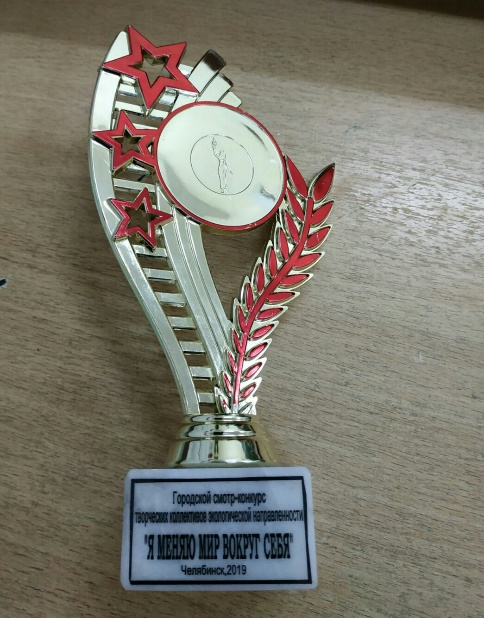 Городской смотр-конкурс
творческих коллективов экологической направленности
"Я МЕНЯЮ МИР ВОКРУГ СЕБЯ"
Челябинск,2019